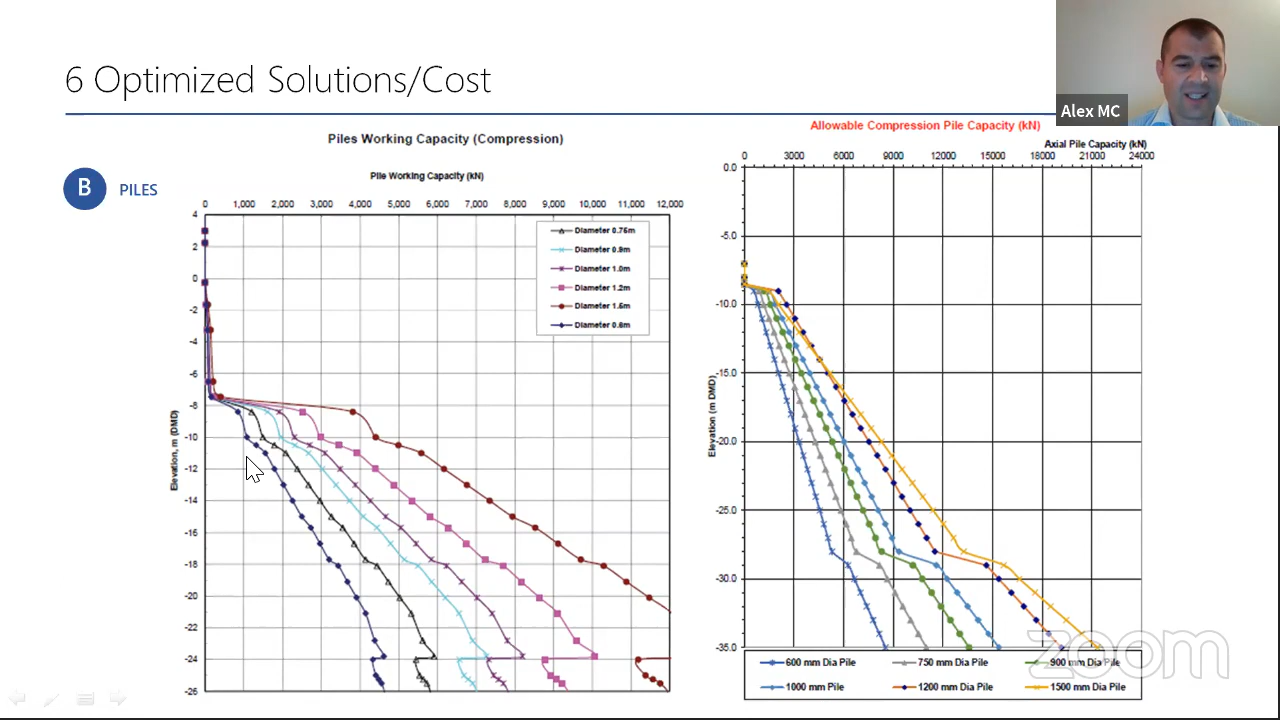 6 Optimized Solutions/Cost
Alex MC
B
PILES
Piles Working Capacity (Compression)
Pile Working Capacity (kN)
0 1,000 2,000 3,000 4,000 5,000 6,000 7,000 8,000 9,000 10,000 11,000 12,000
4
2
0
-2
-4
-6
-8
-10
-12
-14
-16
-18
-20
-22
-24
-26
Elevation, m (DMD)
Diameter 0.75m
Diameter 0.9m
Diameter 1.0m
Diameter 1.2m
Diameter 1.5m
Diameter 0.6m
Allowable Compression Pile Capacity (kN)
Axial Pile Capacity (kN)
0 3000 6000 9000 12000 15000 18000 21000 24000
0.0
-5.0
-10.0
-15.0
-20.0
-25.0
-30.0
-35.0
Elevation (m DMD)
600 mm Dia Pile 750 mm Dia Pile 900 mm Dia Pile
1000 mm Pile 1200 mm Dia Pile 1500 mm Dia Pile
zoom